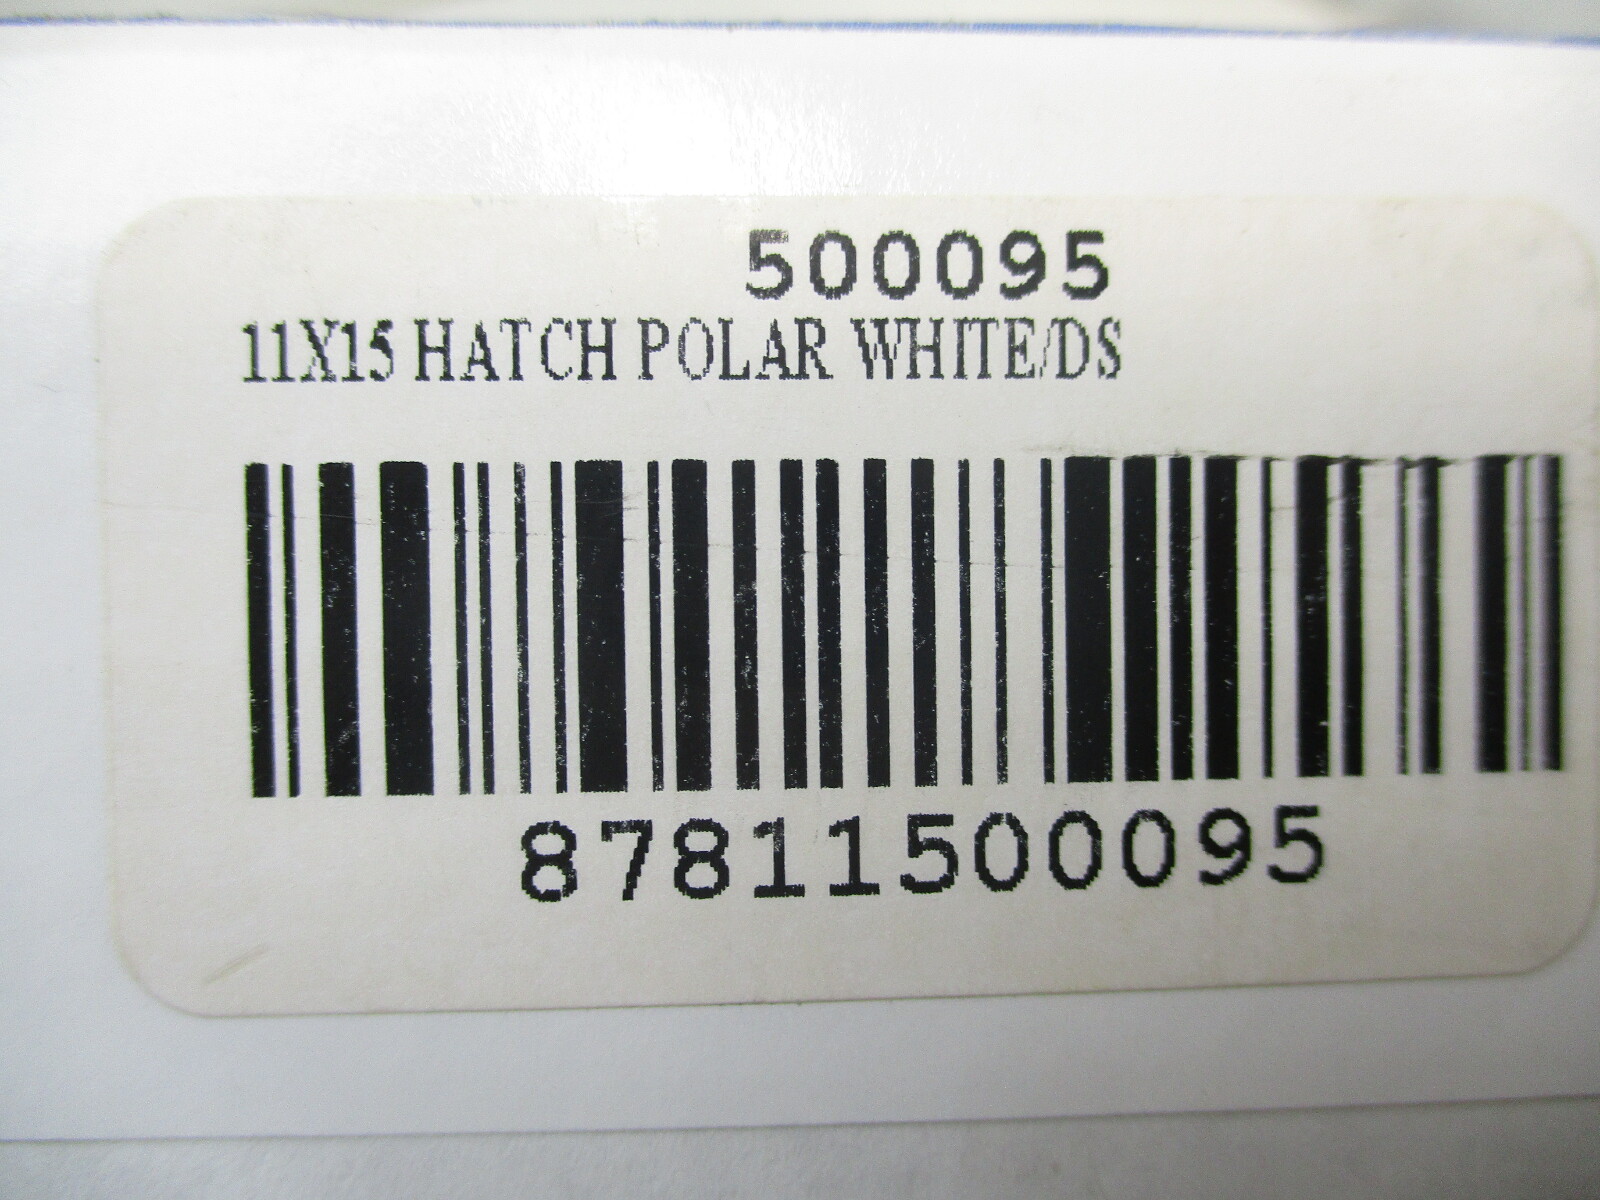 500095
11X15 HATCH POLAR WHITE/DS
87811500095